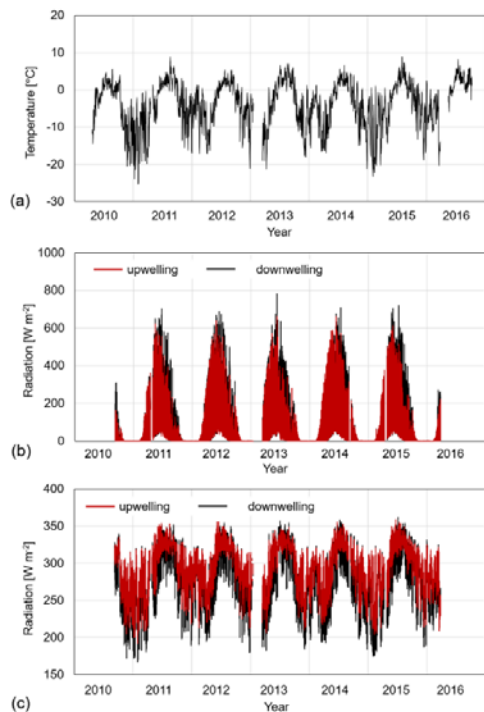 20
10
0
-10
-20
-30
Temperature [°C]
2010 2011 2012 2013 2014 2015 2016
Year
(a)
1000
800
600
400
200
0
Radiation [W m⁻²]
upwelling downwelling
2010 2011 2012 2013 2014 2015 2016
Year
(b)
400
350
300
250
200
150
Radiation [W m⁻²]
upwelling downwelling
2010 2011 2012 2013 2014 2015 2016
Year
(c)